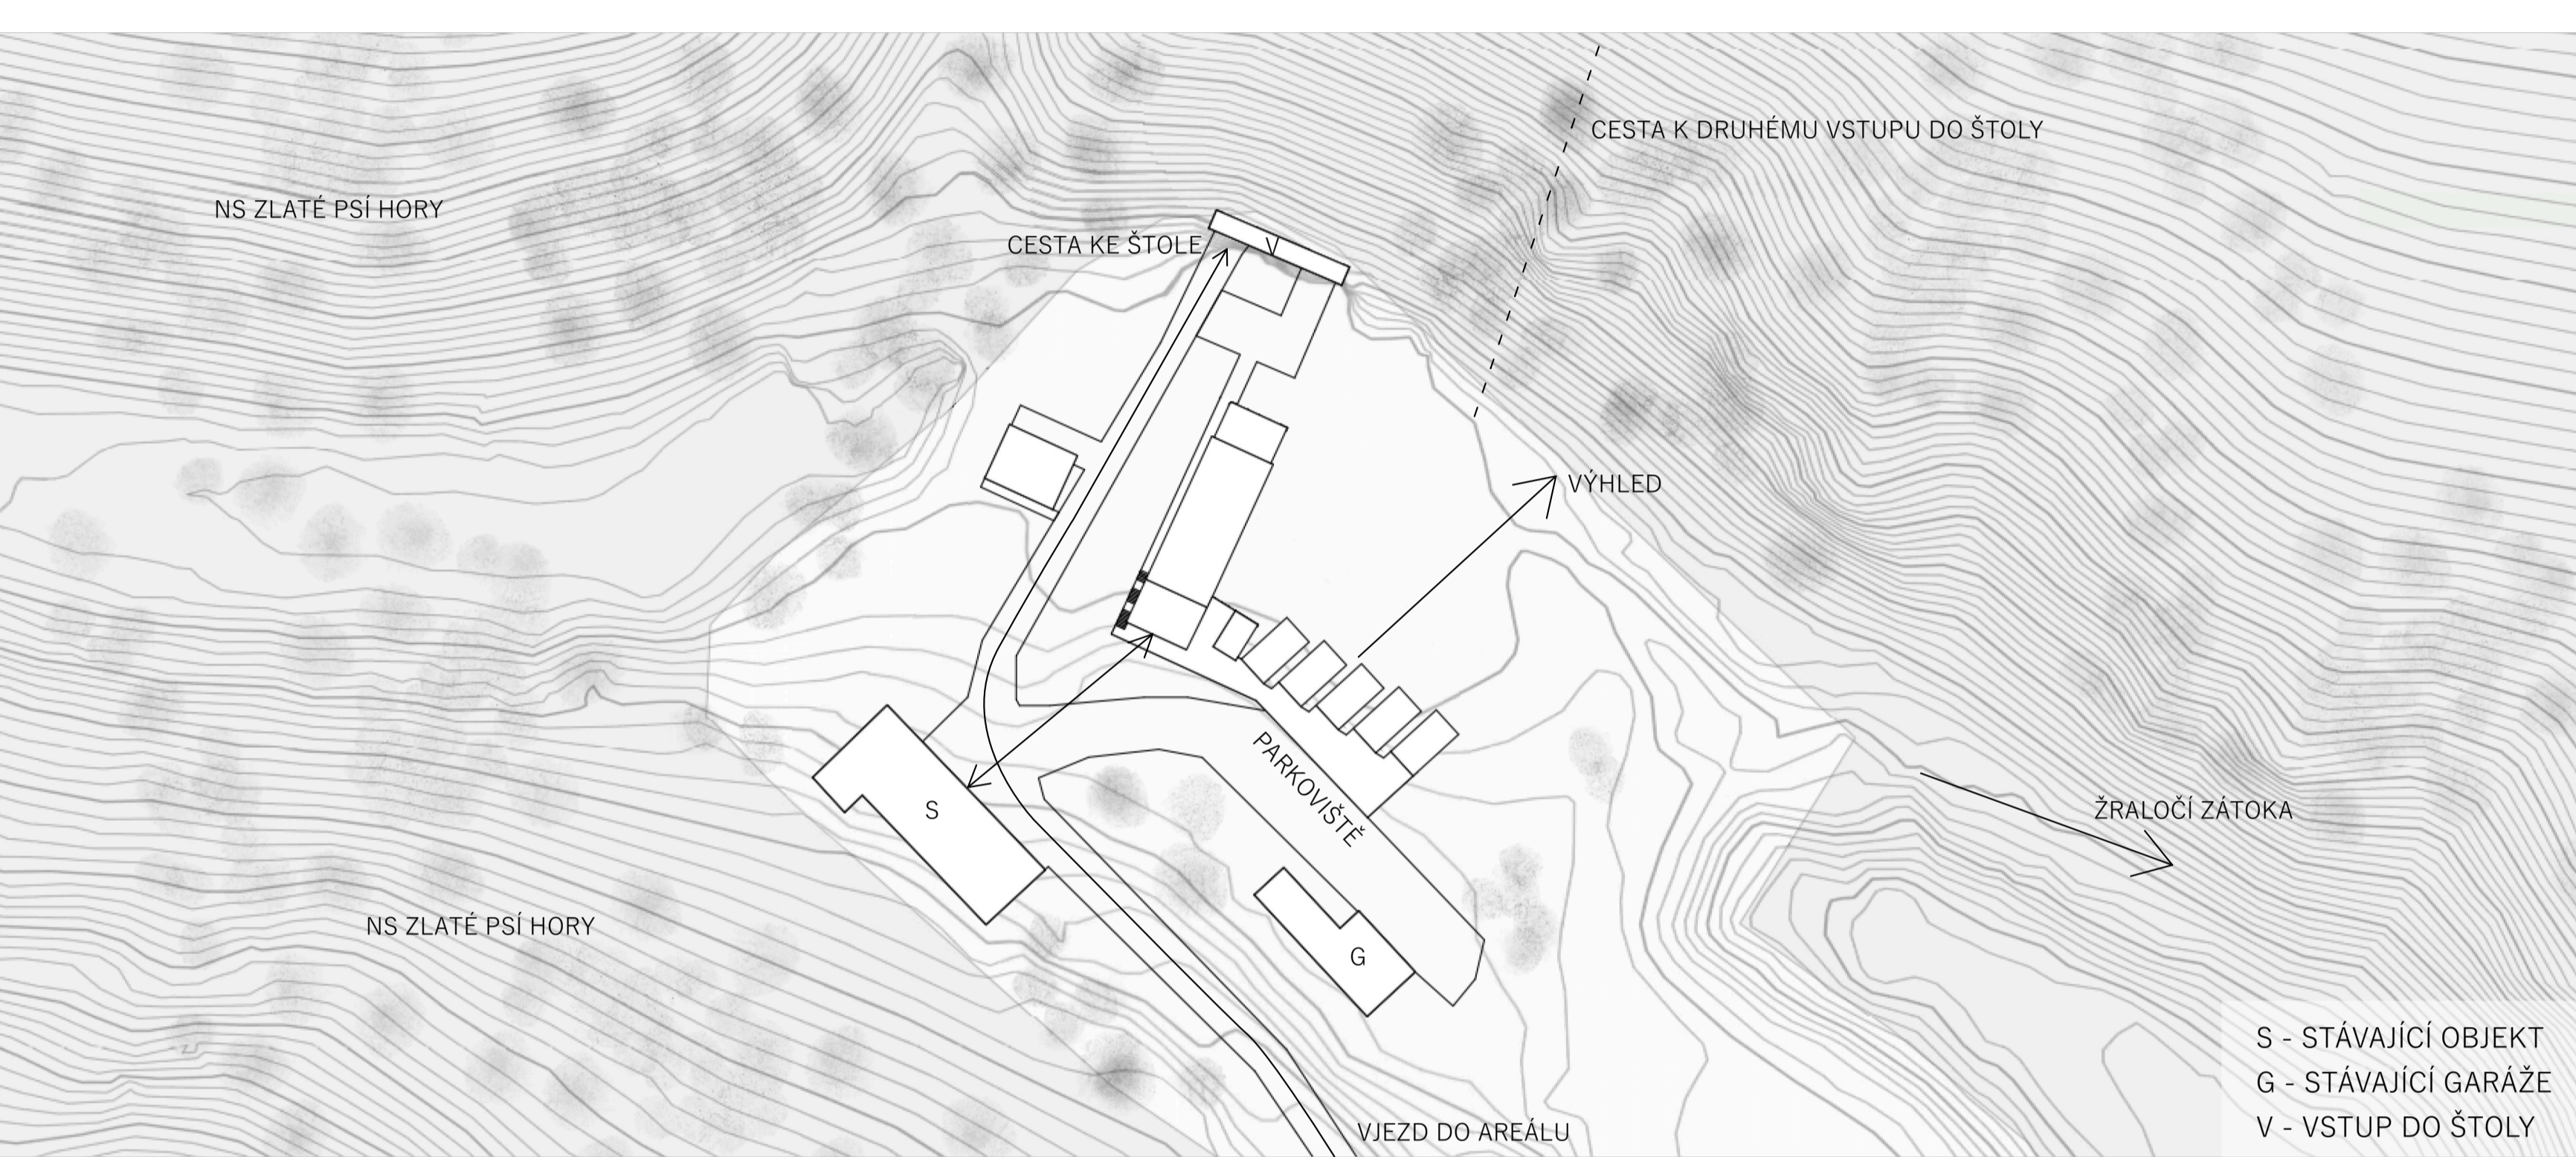 CESTA K DRUHÉMU VSTUPU DO ŠTOLY
NS ZLATÉ PSÍ HORY
CESTA KE ŠTOLE
V
VÝHLED
PARKOVIŠTĚ
S
ŽRALOČÍ ZÁTOKA
NS ZLATÉ PSÍ HORY
G
VJEZD DO AREÁLU
S - STÁVAJÍCÍ OBJEKT
G - STÁVAJÍCÍ GARÁŽE
V - VSTUP DO ŠTOLY